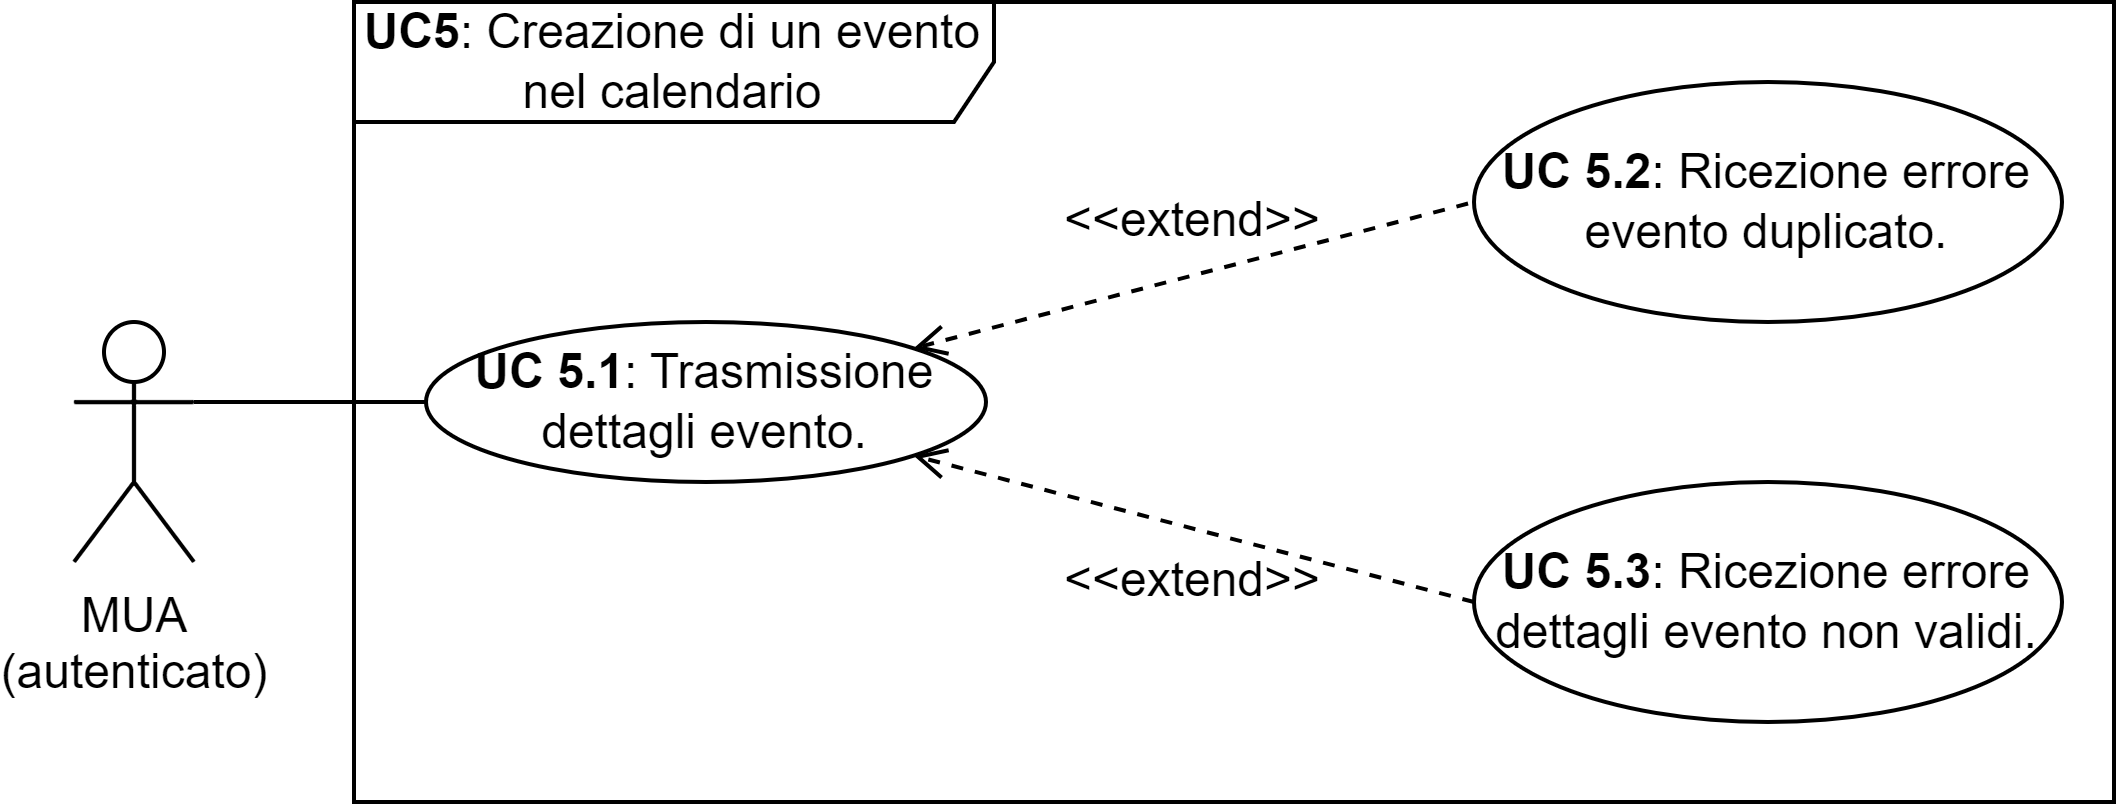 UC5: Creazione di un evento
nel calendario
UC 5.2: Ricezione errore
evento duplicato.
<<extend>>
UC 5.1: Trasmissione
dettagli evento.
<<extend>>
UC 5.3: Ricezione errore
dettagli evento non validi.
MUA
(autenticato)